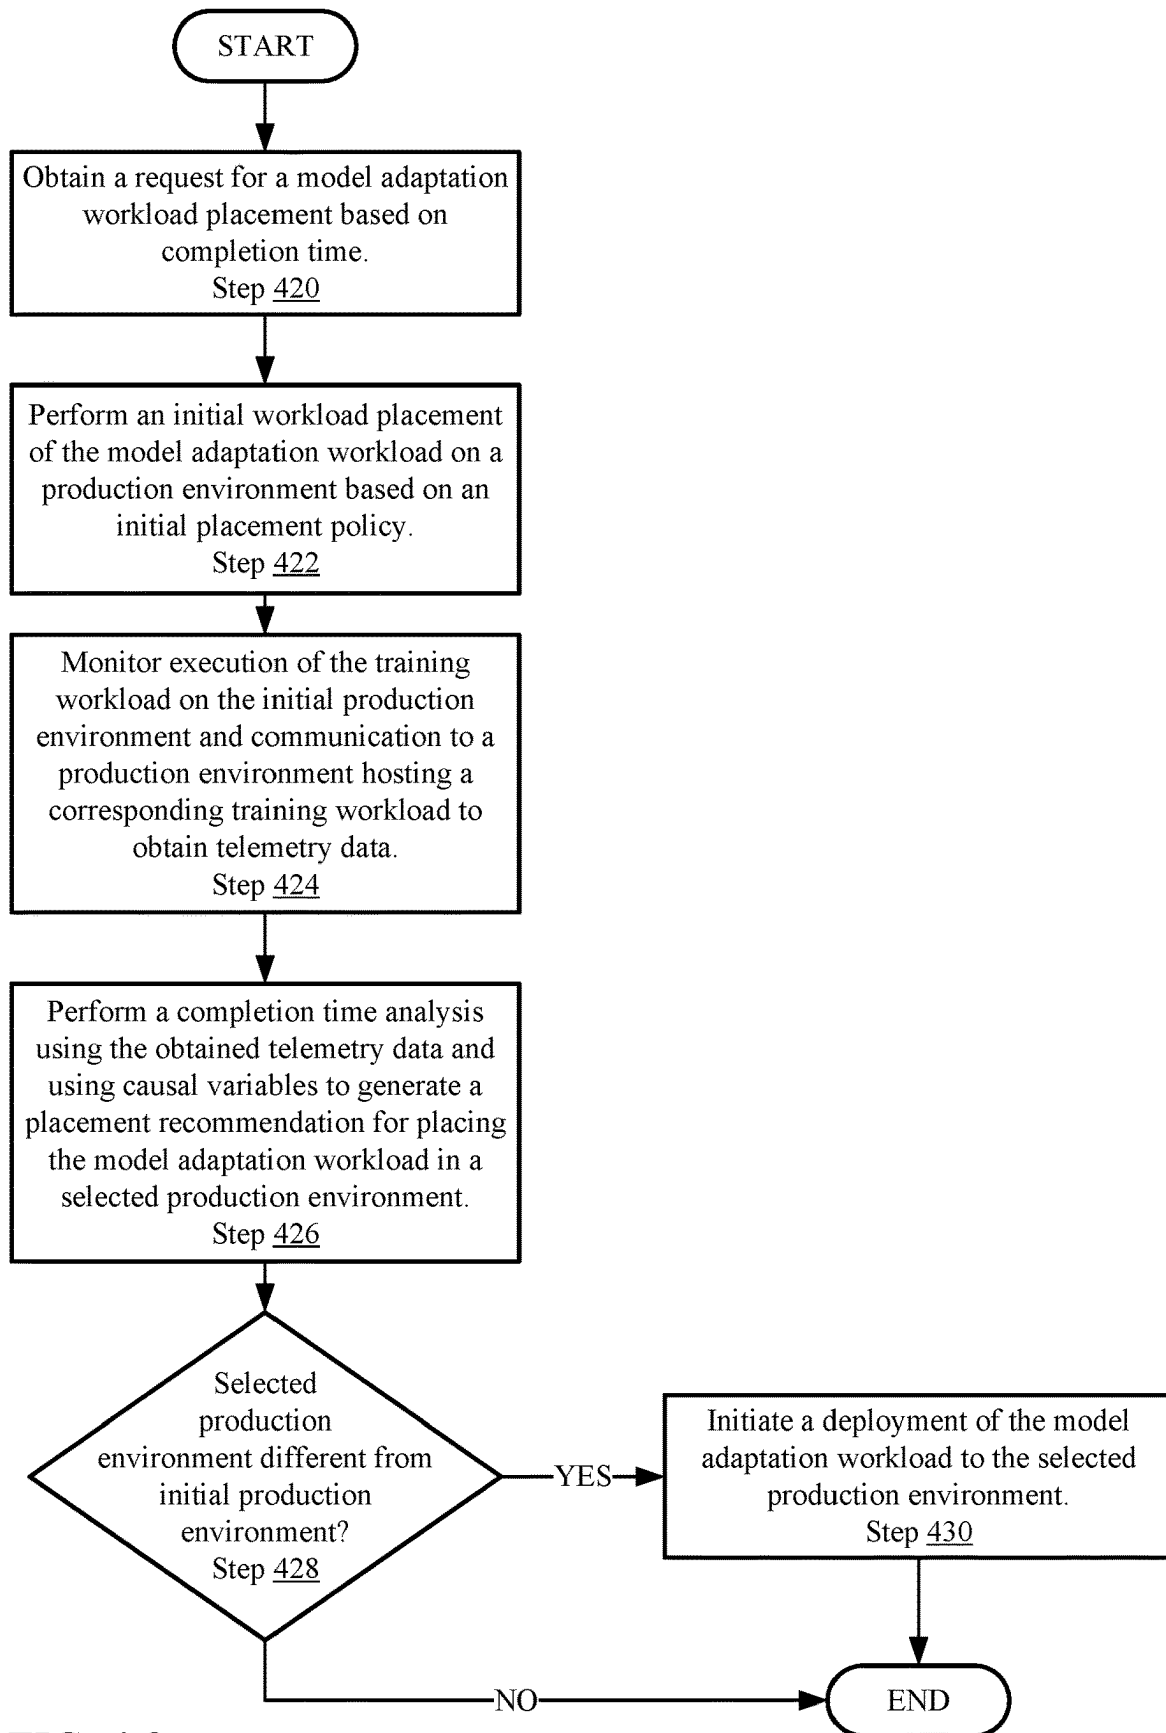 START
Obtain a request for a model adaptation
workload placement based on
completion time.
Step 420
Perform an initial workload placement
of the model adaptation workload on a
production environment based on an
initial placement policy.
Step 422
Monitor execution of the training
workload on the initial production
environment and communication to a
production environment hosting a
corresponding training workload to
obtain telemetry data.
Step 424
Perform a completion time analysis
using the obtained telemetry data and
using causal variables to generate a
placement recommendation for placing
the model adaptation workload in a
selected production environment.
Step 426
Selected
production
environment different from
initial production
environment?
Step 428
YES
Initiate a deployment of the model
adaptation workload to the selected
production environment.
Step 430
NO
END